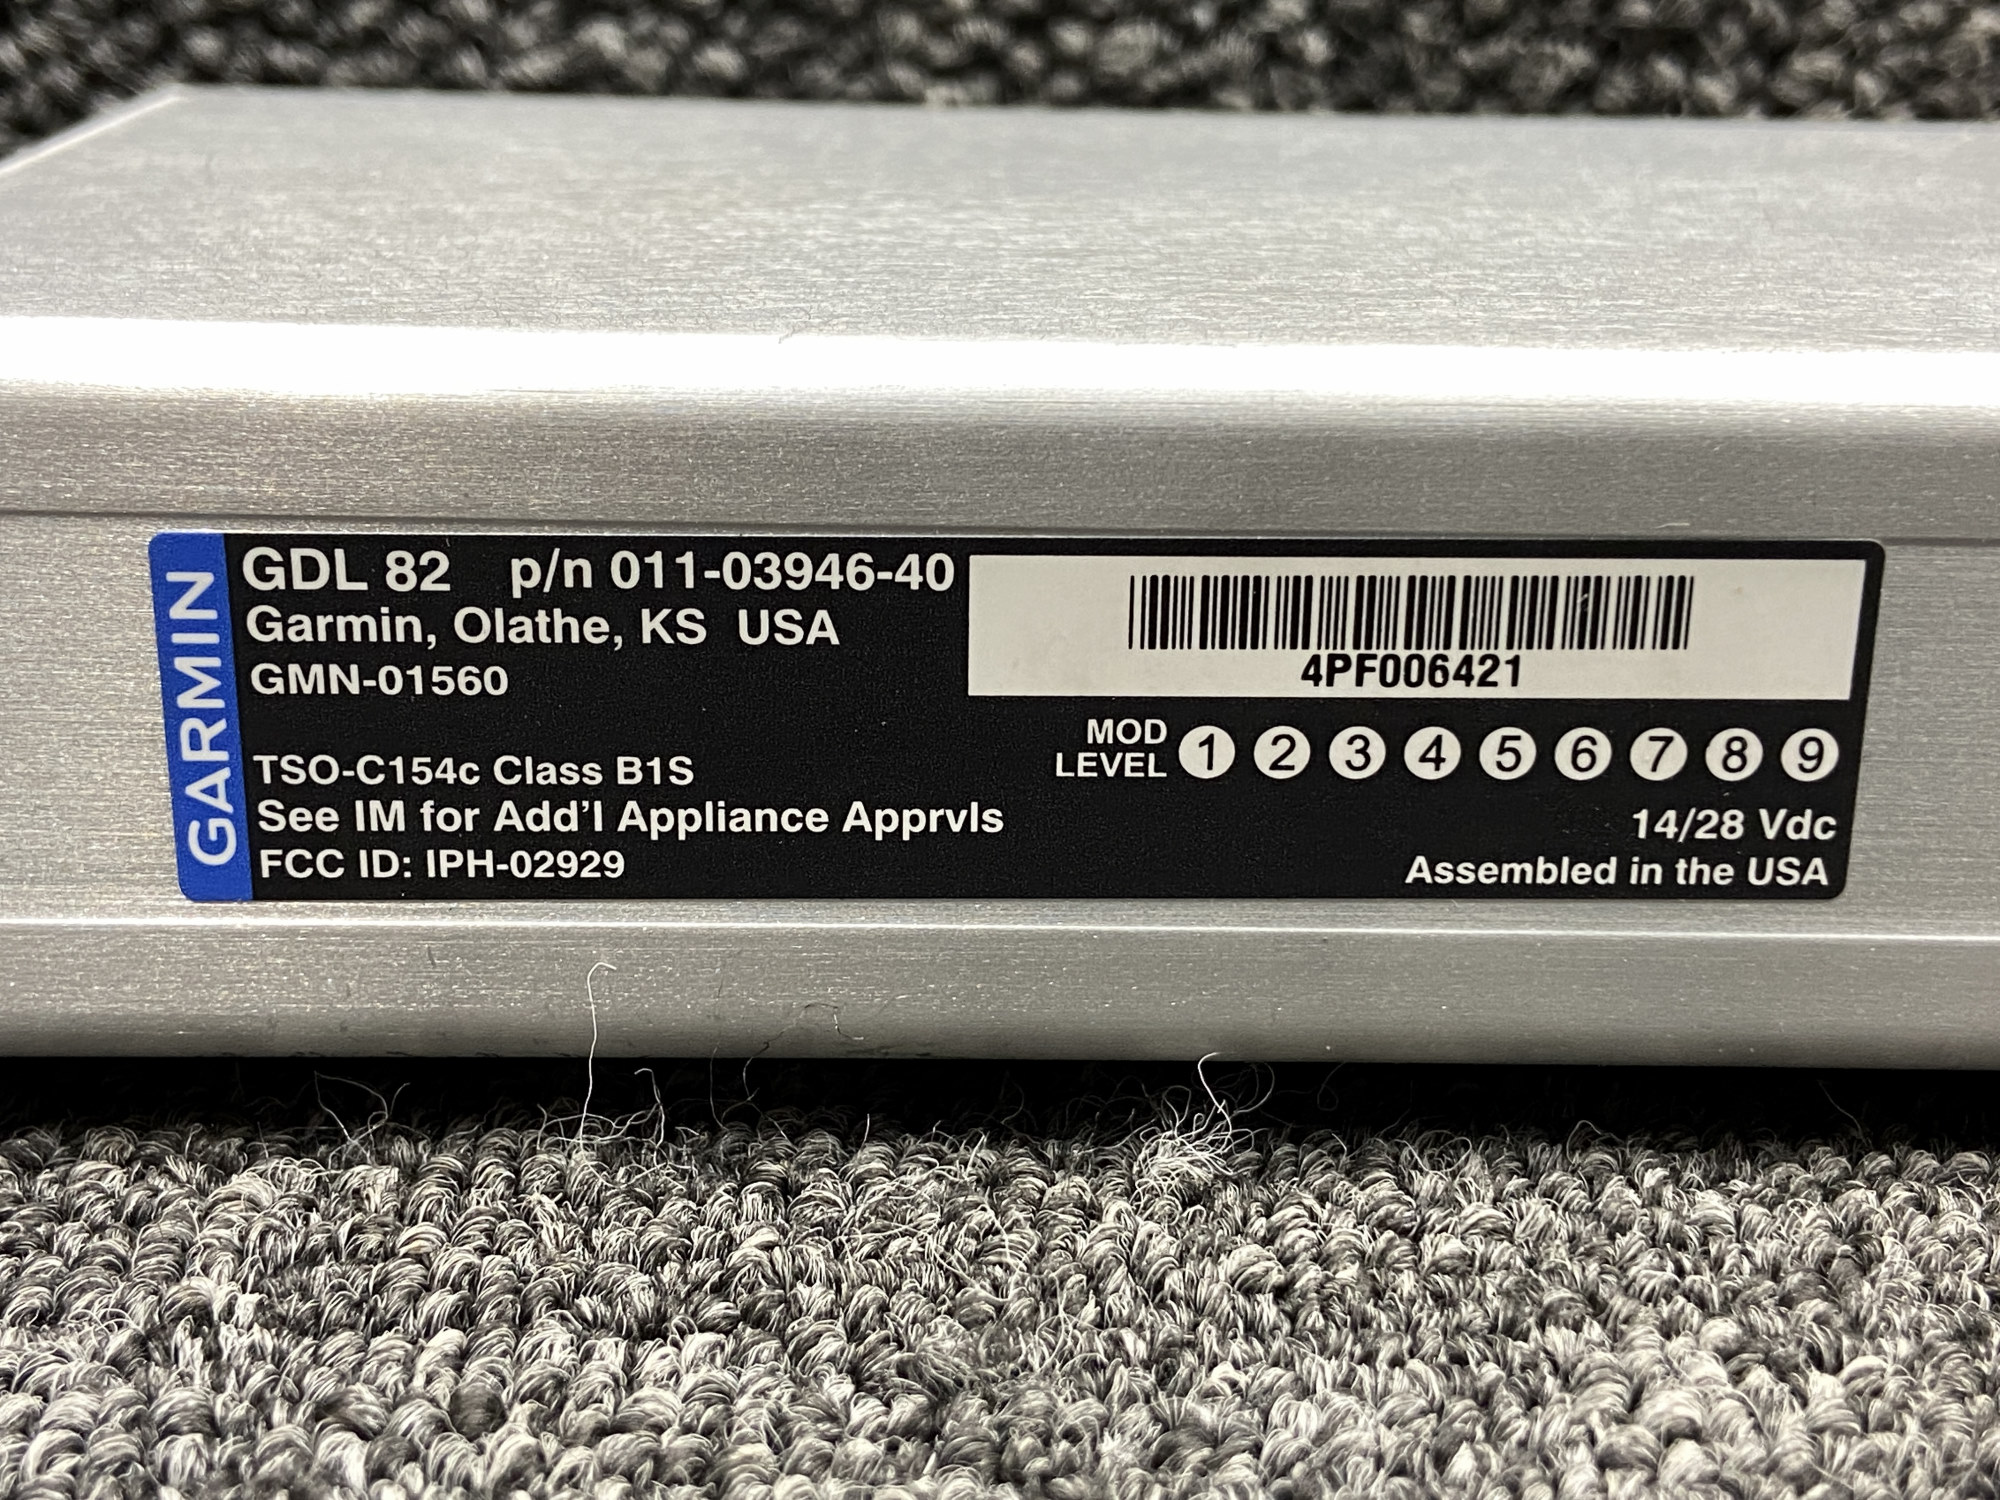 GARMIN
GDL 82 p/n 011-03946-40
Garmin, Olathe, KS USA
GMN-01560
TSO-C154c Class B1S
See IM for Add'l Appliance Apprvls
FCC ID: IPH-02929
4PF006421
MOD
LEVEL 1 2 3 4 5 6 7 8 9
14/28 Vdc
Assembled in the USA